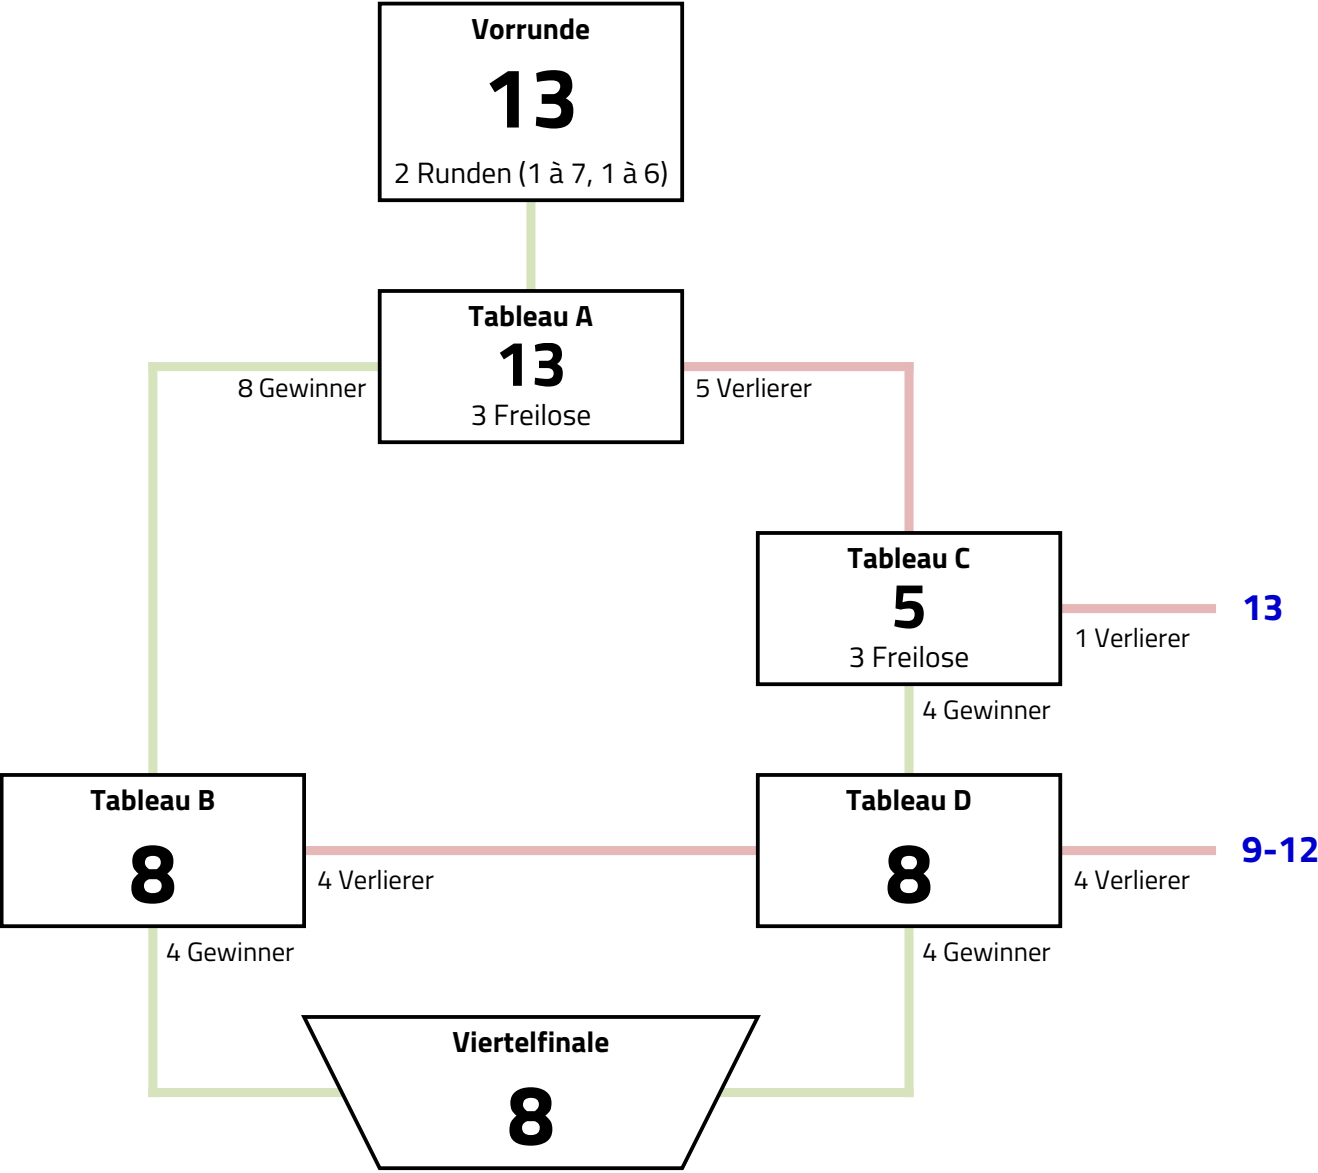 Vorrunde
13
2 Runden (1 à 7, 1 à 6)
Tableau A
13
3 Freilose
8 Gewinner
5 Verlierer
Tableau C
5
3 Freilose
13
1 Verlierer
4 Gewinner
Tableau B
8
4 Verlierer
4 Gewinner
Tableau D
8
9-12
4 Verlierer
4 Gewinner
Viertelfinale
8